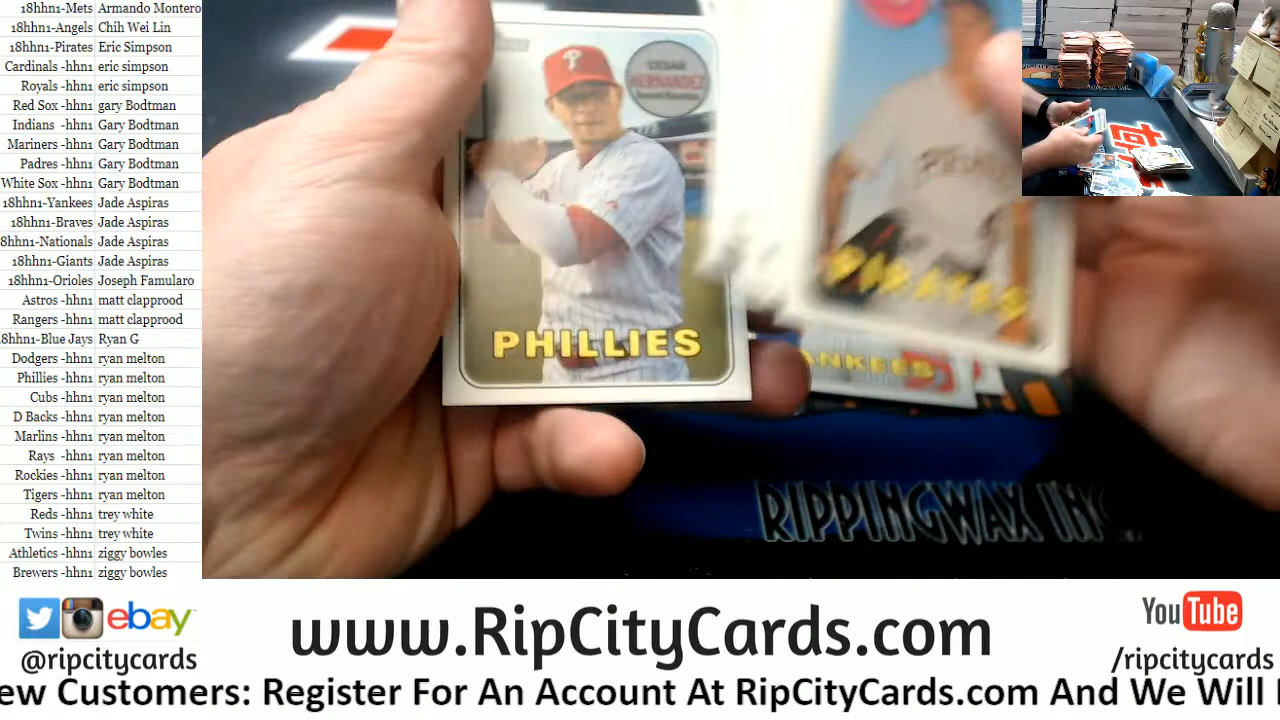 18hhn1-Mets Armando Montero
18hhn1-Angels Chih Wei Lin
18hhn1-Pirates Eric Simpson
Cardinals -hhn1 eric simpson
Royals -hhn1 eric simpson
Red Sox -hhn1 gary Bodtman
Indians -hhn1 Gary Bodtman
Mariners -hhn1 Gary Bodtman
Padres -hhn1 Gary Bodtman
White Sox -hhn1 Gary Bodtman
18hhn1-Yankees Jade Aspiras
18hhn1-Braves Jade Aspiras
8hhn1-Nationals Jade Aspiras
18hhn1-Giants Jade Aspiras
18hhn1-Orioles Joseph Famularo
Astros -hhn1 matt clapprood
Rangers -hhn1 matt clapprood
8hhn1-Blue Jays Ryan G
Dodgers -hhn1 ryan melton
Phillies -hhn1 ryan melton
Cubs -hhn1 ryan melton
D Backs -hhn1 ryan melton
Marlins -hhn1 ryan melton
Rays -hhn1 ryan melton
Rockies -hhn1 ryan melton
Tigers -hhn1 ryan melton
Reds -hhn1 trey white
Twins -hhn1 trey white
Athletics -hhn1 ziggy bowles
Brewers -hhn1 ziggy bowles
P
CESAR
HERNANDEZ
PHILLIES
PIRATES
ANKEES
RIPPINGWAX INC
ebay
@ripcitycards
www.RipCityCards.com
YouTube
/ripcitycards
ew Customers: Register For An Account At RipCityCards.com And We Will